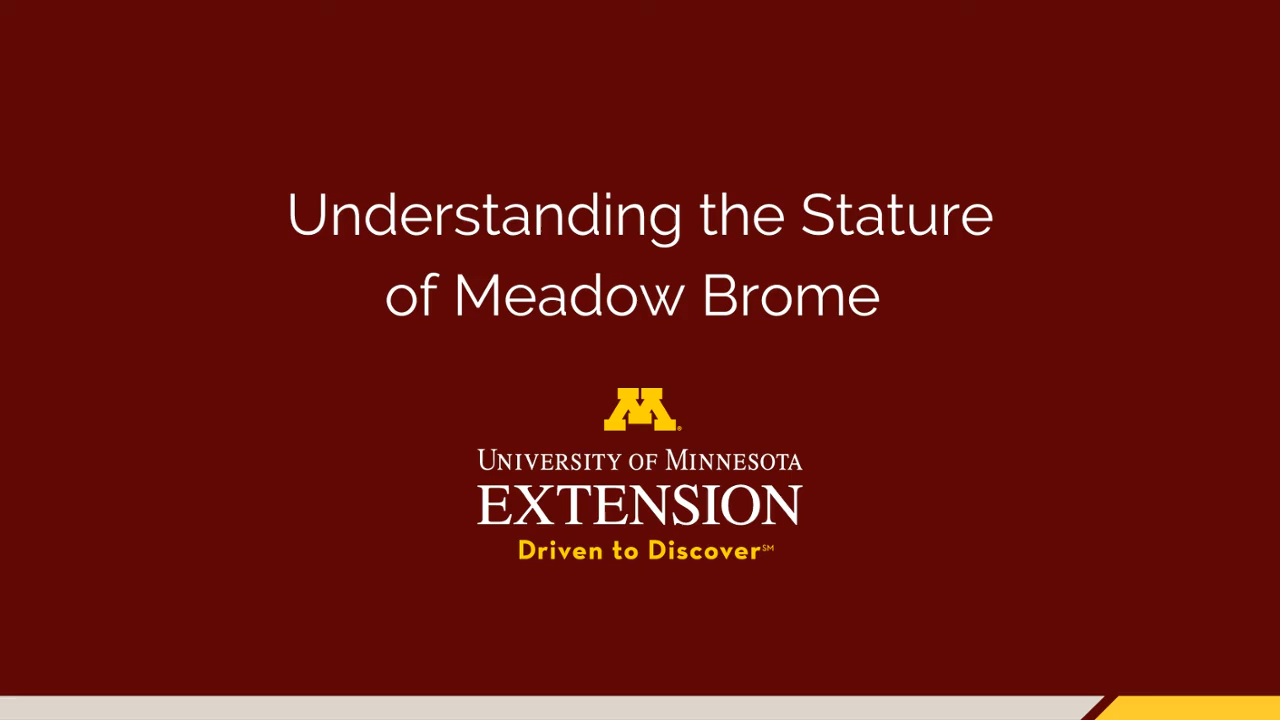 Understanding the Stature
of Meadow Brome
M®
UNIVERSITY OF MINNESOTA
EXTENSION
Driven to Discover℠